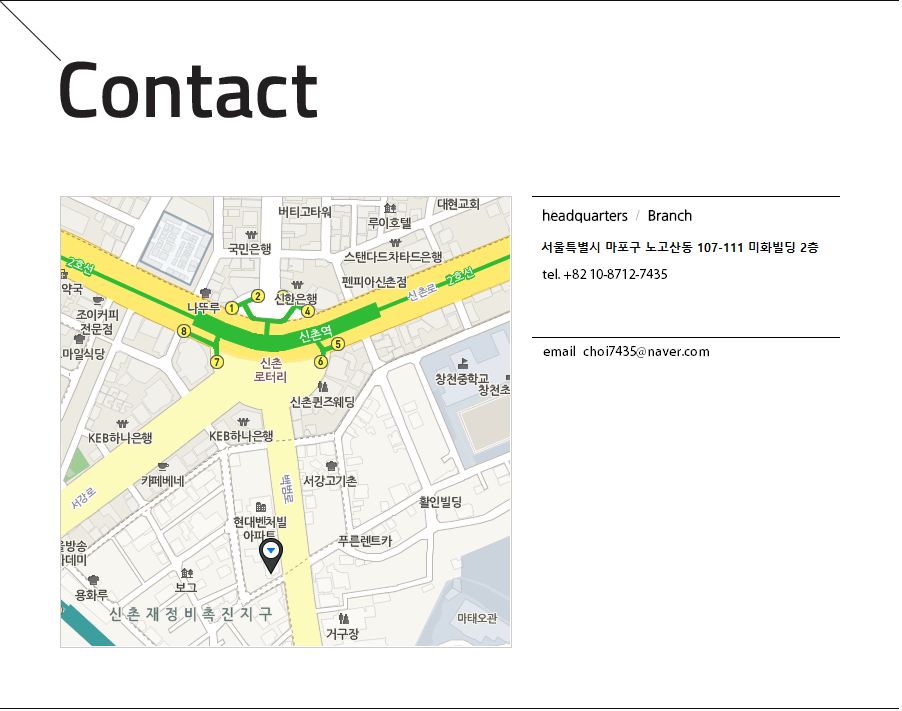 Contact
headquarters / Branch
서울특별시 마포구 노고산동 107-111 미화빌딩 2층
tel. +82 10-8712-7435
email choi7435@naver.com
대현교회
버티고타워
루이호텔
국민은행
스탠다드차타드은행
2호선
2호선
약국
펜피아신촌점
신촌로
나뚜루
신한은행
1
2
4
조이커피
전문점
8
신촌역
5
마일식당
7
6
신촌
로터리
창천중학교
창천초
신촌퀸즈웨딩
KEB하나은행
KEB하나은행
카페베네
서강고기촌
백범로
서강로
활인빌딩
현대벤처빌
아파트
푸른렌트카
울방송
카데미
용화루
보그
신촌재정비촉진지구
마태오관
거구장